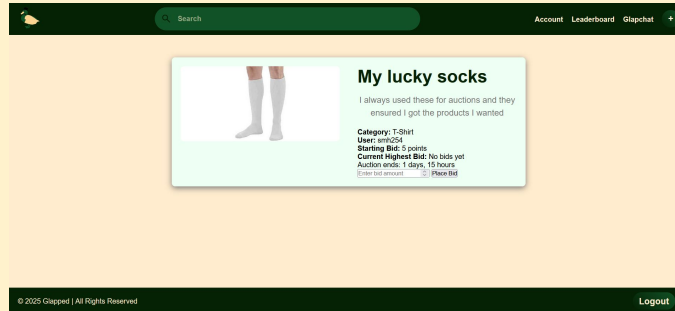 Search
Account Leaderboard Glapchat +
My lucky socks
I always used these for auctions and they
ensured I got the products I wanted
Category: T-Shirt
User: smh254
Starting Bid: 5 points
Current Highest Bid: No bids yet
Auction ends: 1 days, 15 hours
Enter bid amount Place Bid
© 2025 Glapped | All Rights Reserved
Logout